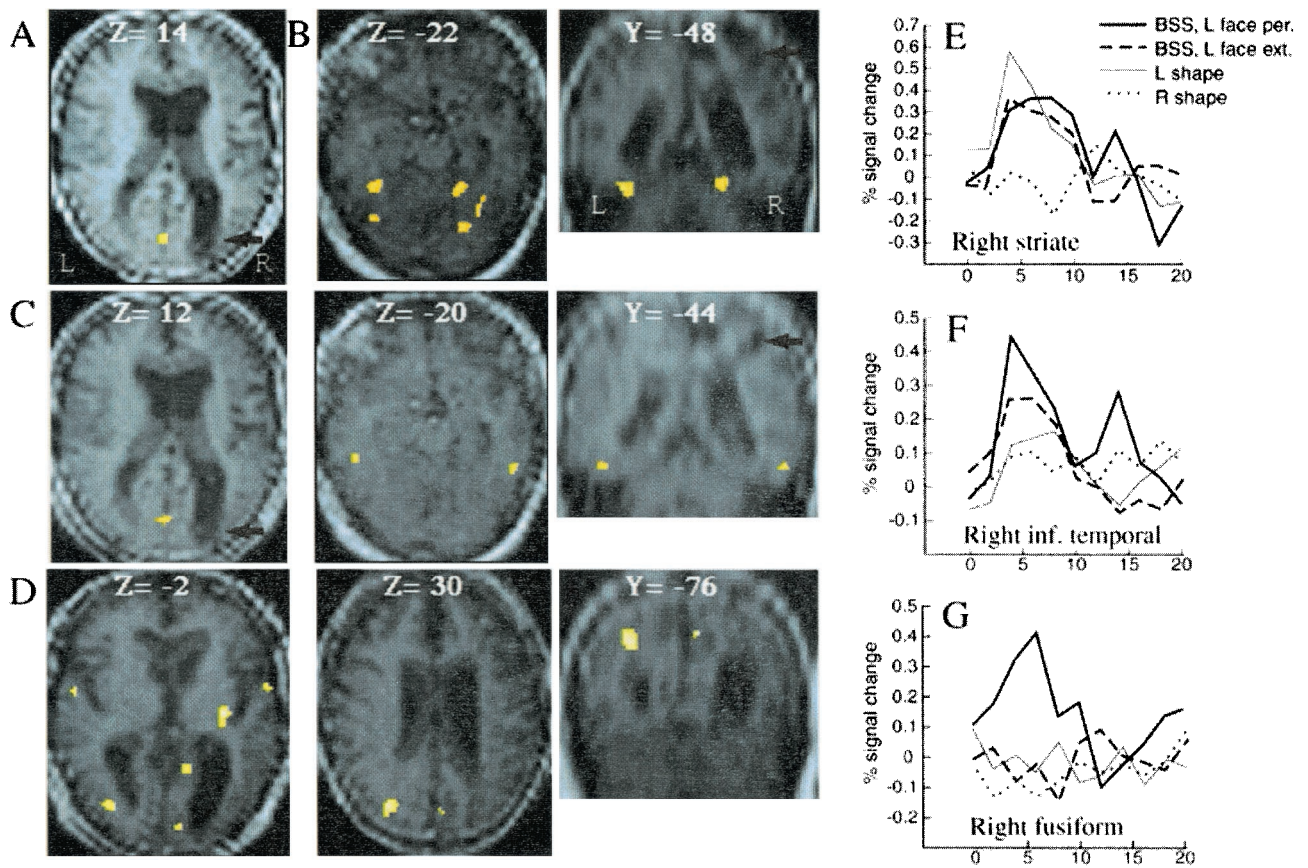 A
Z= 14
L
R
B
Z= -22
Y= -48
L
R
C
Z= 12
Z= -20
Y= -44
D
Z= -2
Z= 30
Y= -76
E
BSS, L face per.
BSS, L face ext.
L shape
R shape
% signal change
0.7
0.6
0.5
0.4
0.3
0.2
0.1
0
-0.1
-0.2
-0.3
Right striate
0 5 10 15 20
F
% signal change
0.5
0.4
0.3
0.2
0.1
0
-0.1
Right inf. temporal
0 5 10 15 20
G
% signal change
0.5
0.4
0.3
0.2
0.1
0
-0.1
0.2
Right fusiform
0 5 10 15 20